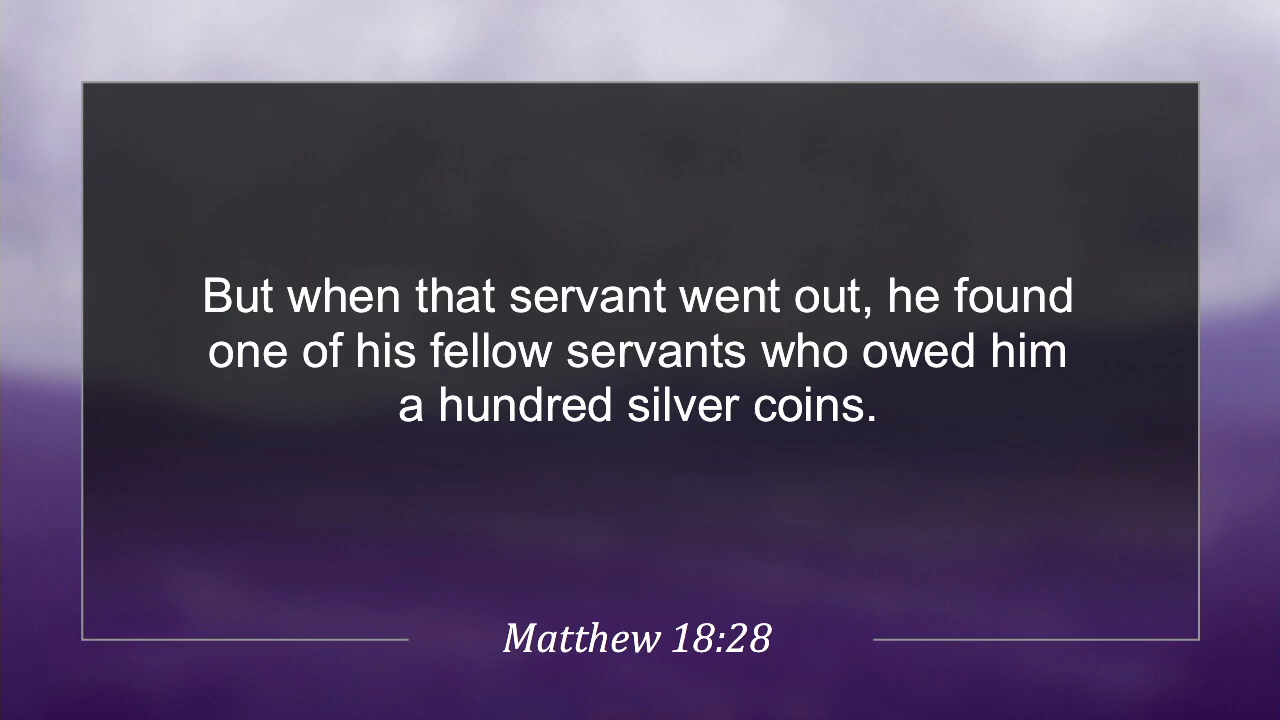 But when that servant went out, he found
one of his fellow servants who owed him
a hundred silver coins.
Matthew 18:28